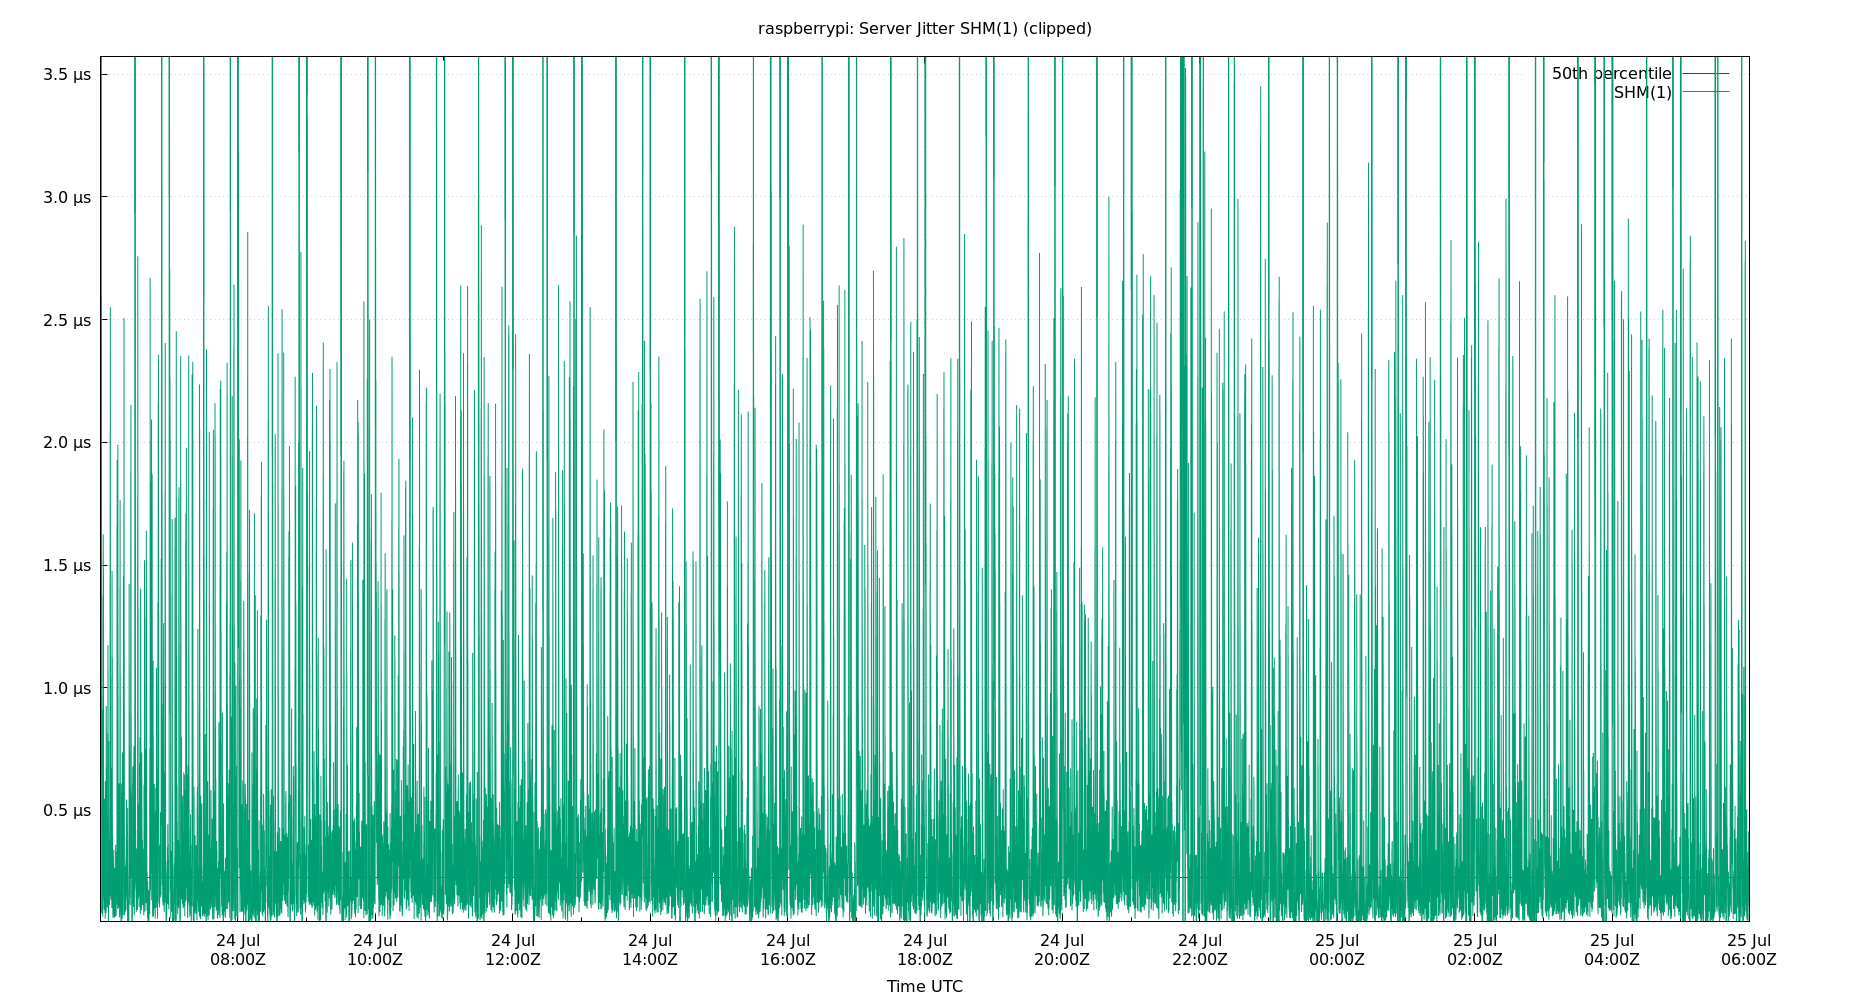 raspberrypi: Server Jitter SHM(1) (clipped)
3.5 µs
3.0 µs
2.5 µs
2.0 µs
1.5 µs
1.0 µs
0.5 µs
50th percentile
SHM(1)
24 Jul 24 Jul 24 Jul 24 Jul 24 Jul 24 Jul 24 Jul 24 Jul 25 Jul 25 Jul 25 Jul 25 Jul
08:00Z 10:00Z 12:00Z 14:00Z 16:00Z 18:00Z 20:00Z 22:00Z 00:00Z 02:00Z 04:00Z 06:00Z
Time UTC